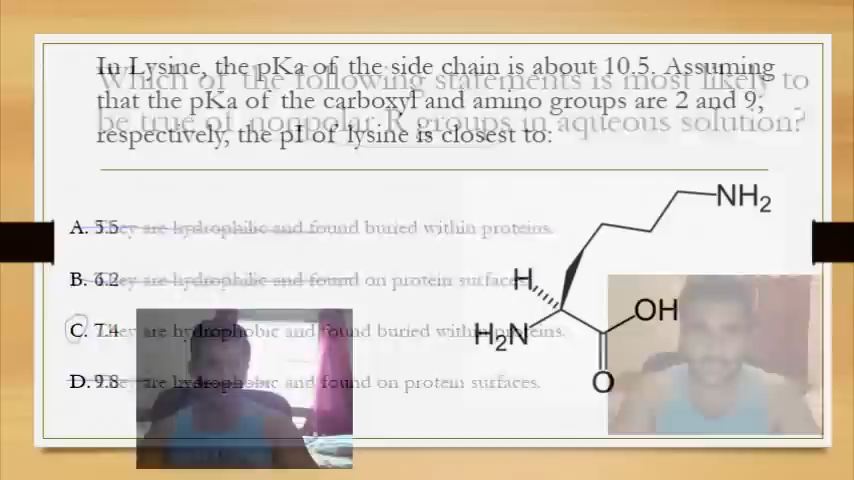 In Lysine, the pKa of the side chain is about 10.5. Assuming
Which of the following statements is most likely to
that the pKa of the carboxyl and amino groups are 2 and 9,
be true of nonpolar R groups in aqueous solution?
respectively, the pI of lysine is closest to:
NH2
A. 5.5
They are hydrophilic and found buried within proteins.
B. 6.2
They are hydrophilic and found on protein surfaces.
H
OH
C. 7.4
They are hydrophobic and found buried within proteins.
H2N
D. 9.8
They are hydrophobic and found on protein surfaces.
O